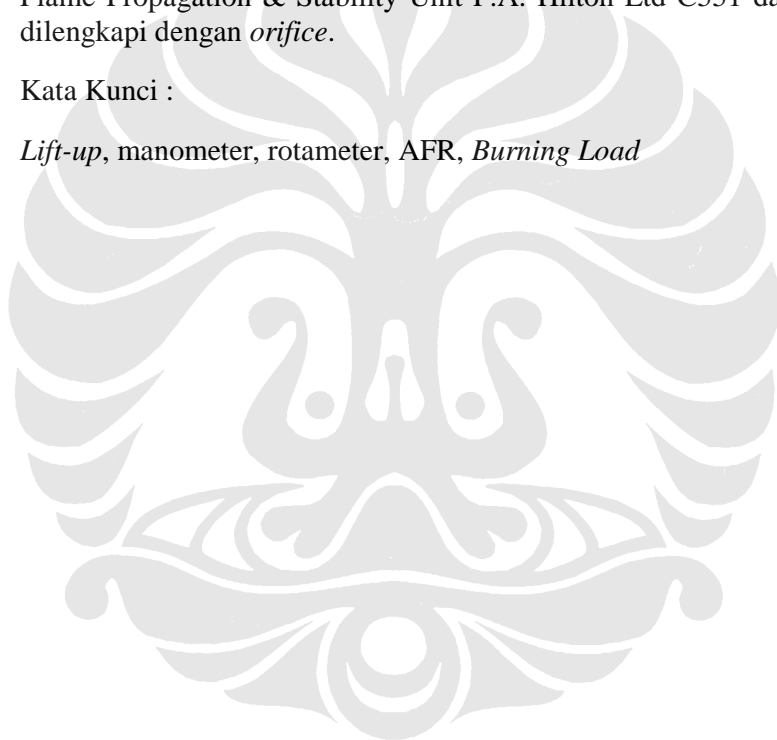 Flame Propagation & Stability Unit P.A. Hilton Ltd C551 da
dilengkapi dengan orifice.
Kata Kunci :
Lift-up, manometer, rotameter, AFR, Burning Load